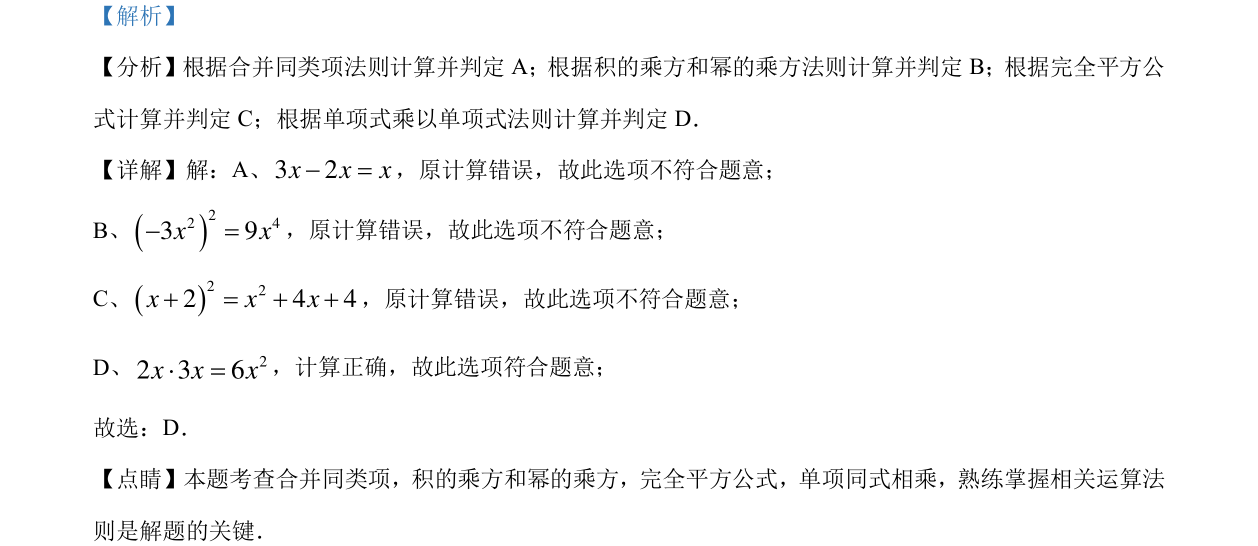 【解析】
【分析】根据合并同类项法则计算并判定 A；根据积的乘方和幂的乘方法则计算并判定 B；根据完全平方公
式计算并判定 C；根据单项式乘以单项式法则计算并判定 D．
【详解】解：A、3x－2x＝x，原计算错误，故此选项不符合题意；
B、(−3x²)²＝9x⁴，原计算错误，故此选项不符合题意；
C、(x＋2)²＝x²＋4x＋4，原计算错误，故此选项不符合题意；
D、2x·3x＝6x²，计算正确，故此选项符合题意；
故选：D．
【点睛】本题考查合并同类项，积的乘方和幂的乘方，完全平方公式，单项同式相乘，熟练掌握相关运算法
则是解题的关键．